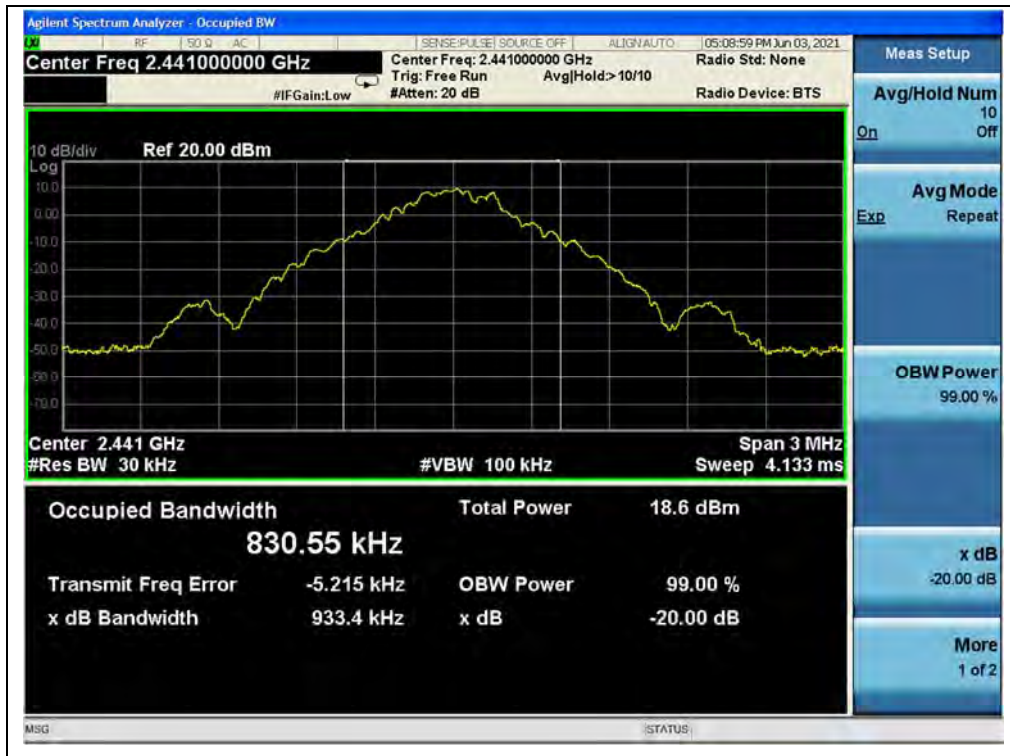 Agilent Spectrum Analyzer - Occupied BW
LXI RF 50 Ω AC SENSE:PULSE SOURCE OFF ALIGNAUTO 05:08:59 PM Jun 03, 2021
Center Freq 2.441000000 GHz Center Freq: 2.441000000 GHz Radio Std: None
Trig: Free Run Avg|Hold:>10/10
#IFGain:Low #Atten: 20 dB Radio Device: BTS
10 dB/div Ref 20.00 dBm
Log
10.0
0.00
-10.0
-20.0
-30.0
-40.0
-50.0
-60.0
-70.0
Center 2.441 GHz Span 3 MHz
#Res BW 30 kHz #VBW 100 kHz Sweep 4.133 ms
Occupied Bandwidth Total Power 18.6 dBm
830.55 kHz
Transmit Freq Error -5.215 kHz OBW Power 99.00 %
x dB Bandwidth 933.4 kHz x dB -20.00 dB
Meas Setup
Avg/Hold Num
10
On Off
Avg Mode
Exp Repeat
OBW Power
99.00 %
x dB
-20.00 dB
More
1 of 2
MSG STATUS